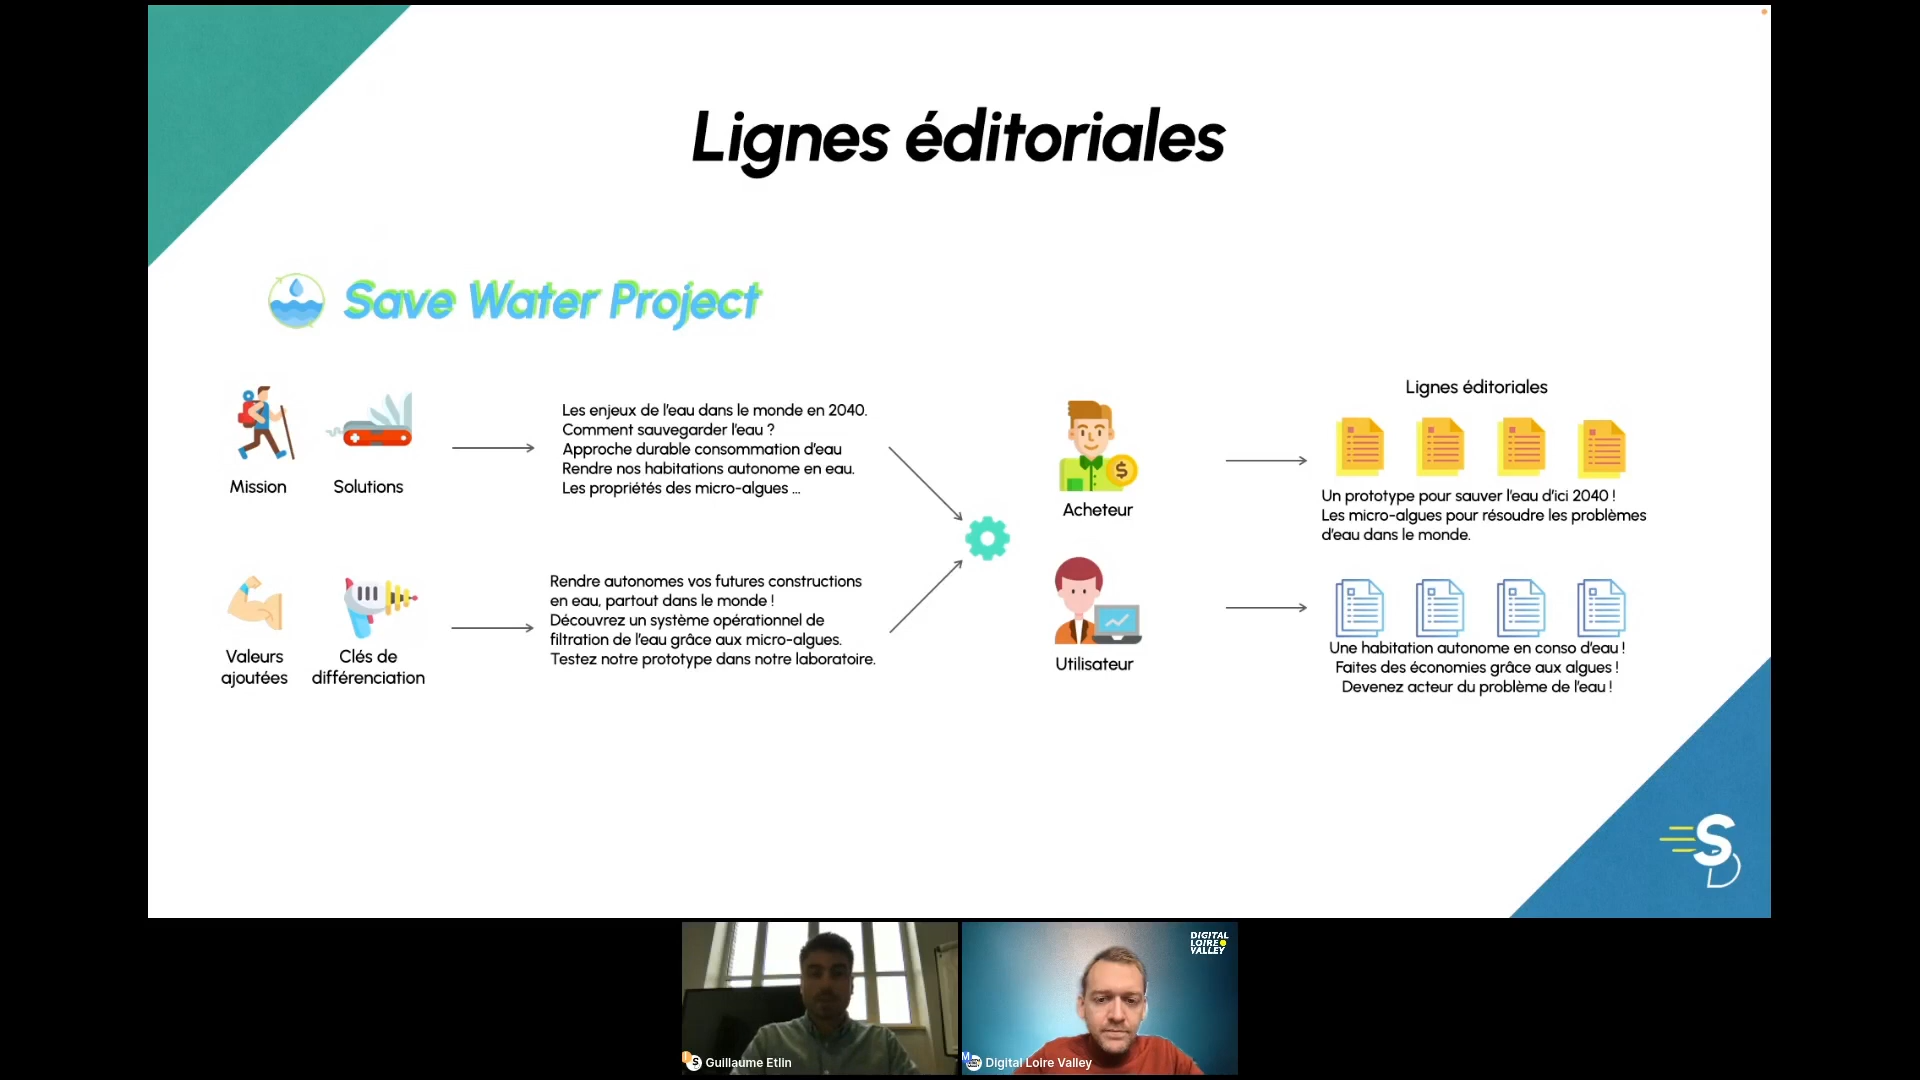 Lignes éditoriales
Save Water Project
Mission
Solutions
Les enjeux de l'eau dans le monde en 2040.
Comment sauvegarder l'eau ?
Approche durable consommation d'eau
Rendre nos habitations autonome en eau.
Les propriétés des micro-algues ...
Valeurs
ajoutées
Clés de
différenciation
Rendre autonomes vos futures constructions
en eau, partout dans le monde !
Découvrez un système opérationnel de
filtration de l'eau grâce aux micro-algues.
Testez notre prototype dans notre laboratoire.
$
Acheteur
Utilisateur
Lignes éditoriales
Un prototype pour sauver l'eau d'ici 2040 !
Les micro-algues pour résoudre les problèmes
d'eau dans le monde.
Une habitation autonome en conso d'eau !
Faites des économies grâce aux algues !
Devenez acteur du problème de l'eau !
SD
Guillaume Etlin
DIGITAL
LOIRE
VALLEY
Digital Loire Valley